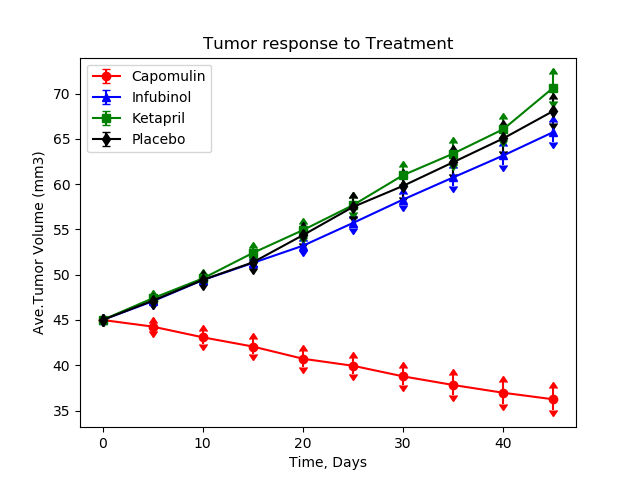 Tumor response to Treatment
Capomulin
Infubinol
Ketapril
Placebo
70
65
60
55
50
45
40
35
Ave.Tumor Volume (mm3)
0 10 20 30 40
Time, Days